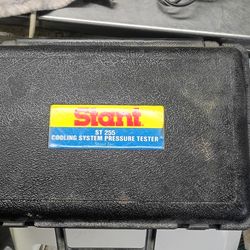 Stant
ST 255
COOLING SYSTEM PRESSURE TESTER